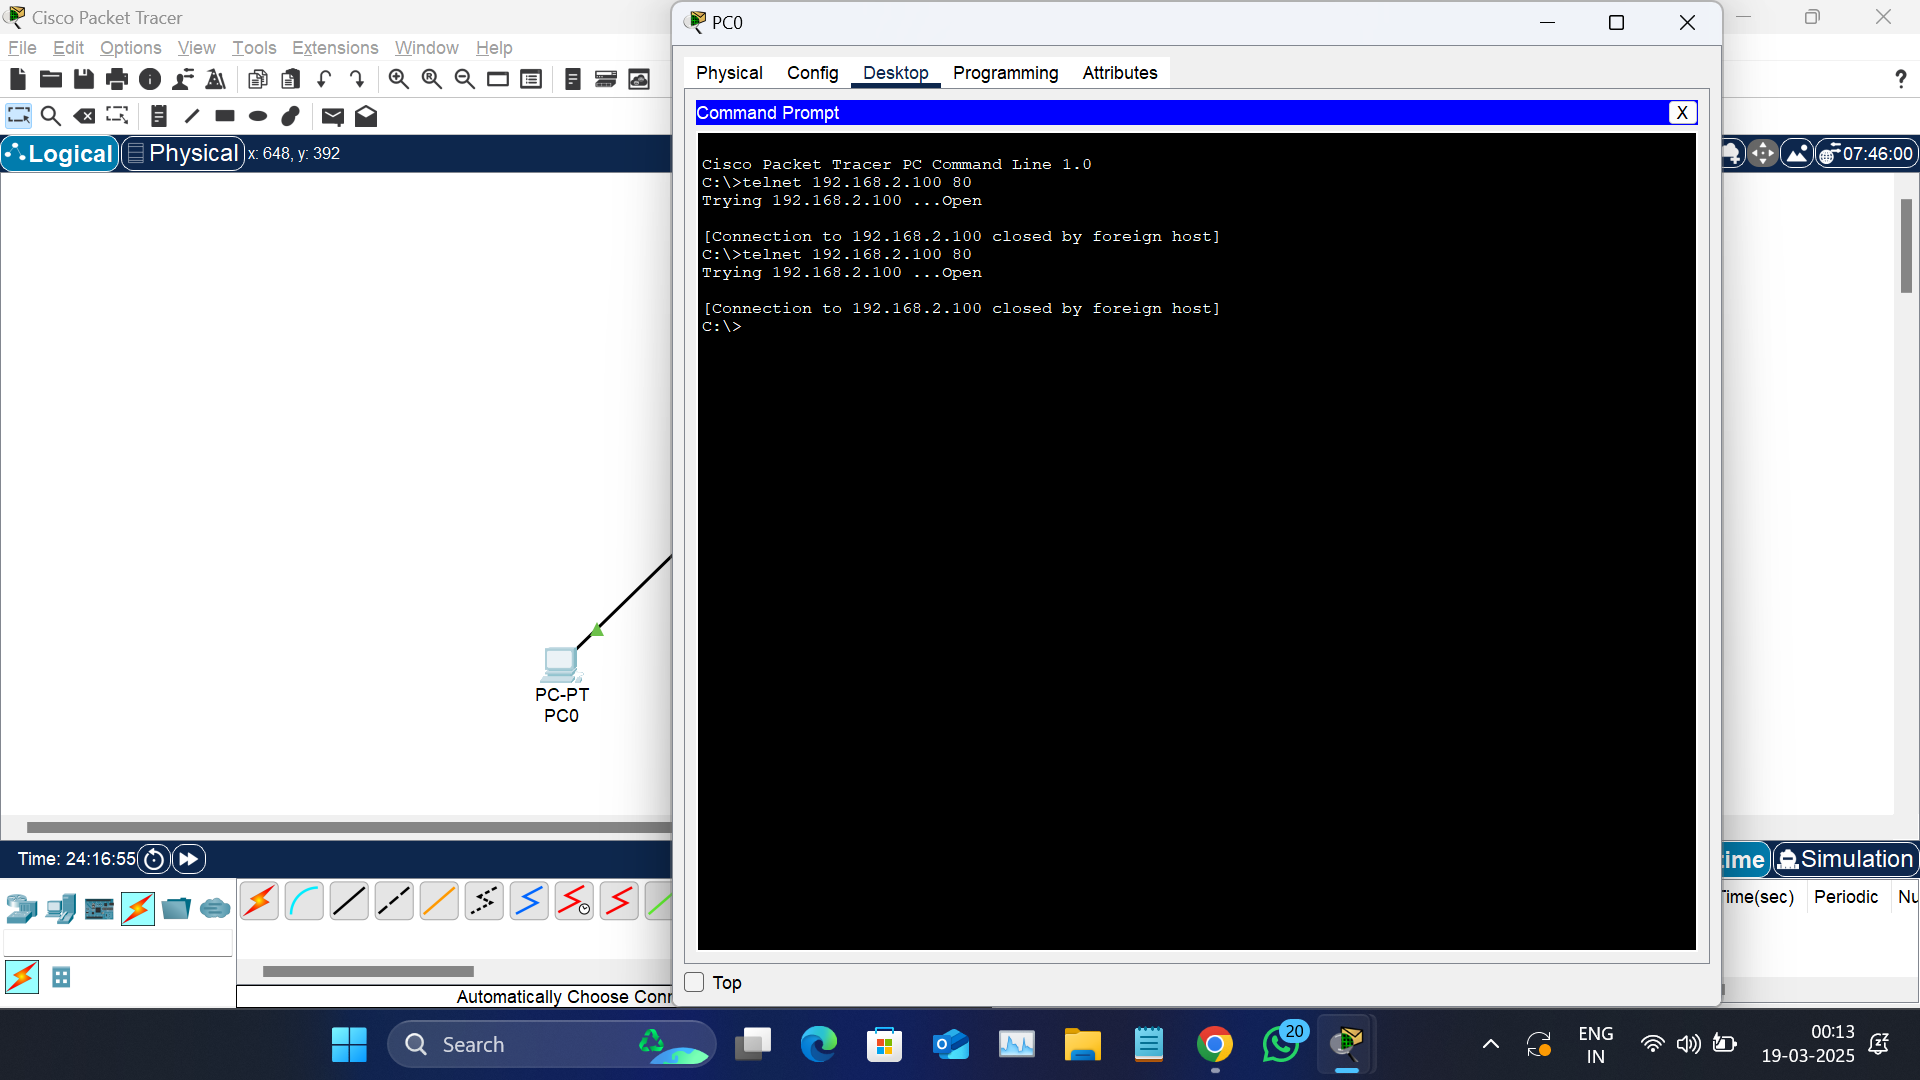 Cisco Packet Tracer
File Edit Options View Tools Extensions Window Help
?
Logical Physical x: 648, y: 392
07:46:00
PC0
Physical Config Desktop Programming Attributes
Command Prompt
X
Cisco Packet Tracer PC Command Line 1.0
C:\>telnet 192.168.2.100 80
Trying 192.168.2.100 ...Open
[Connection to 192.168.2.100 closed by foreign host]
C:\>telnet 192.168.2.100 80
Trying 192.168.2.100 ...Open
[Connection to 192.168.2.100 closed by foreign host]
C:\>
PC-PT
PC0
Time: 24:16:55
ime Simulation
Time(sec) Periodic Nu
Automatically Choose Conn
Top
Search
20
ENG
IN
00:13
19-03-2025